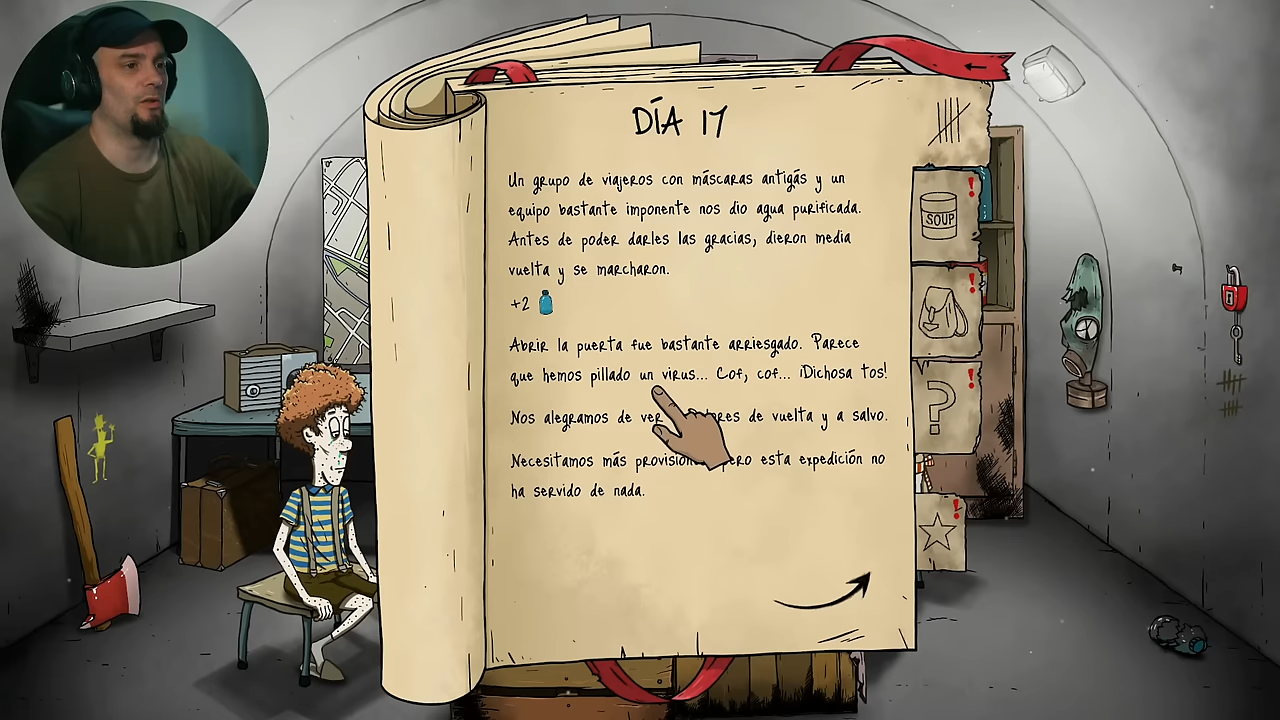 DÍA 17
Un grupo de viajeros con máscaras antigás y un
equipo bastante imponente nos dio agua purificada.
Antes de poder darles las gracias, dieron media
vuelta y se marcharon.
+2
Abrir la puerta fue bastante arriesgado. Parece
que hemos pillado un virus... Cof, cof... ¡Dichosa tos!
Nos alegramos de ver de vuelta y a salvo.
Necesitamos más pero esta expedición no
ha servido de nada.
SOUP
!
!
?
!
!